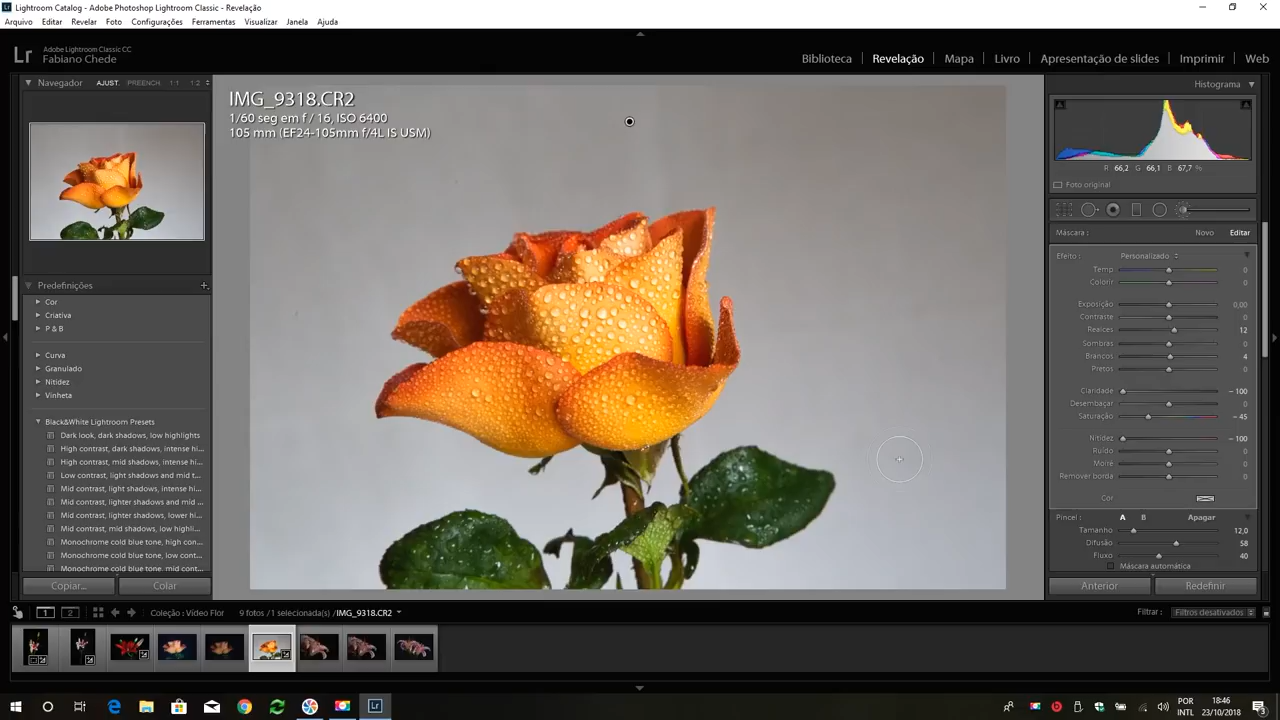 Lightroom Catalog - Adobe Photoshop Lightroom Classic - Revelação
Arquivo Editar Revelar Foto Configurações Ferramentas Visualizar Janela Ajuda
Lr
Adobe Lightroom Classic CC
Fabiano Chede
Biblioteca Revelação Mapa Livro Apresentação de slides Imprimir Web
Navegador AJUST. PREENCH. 1:1 1:2
Predefinições +
Cor
Criativa
P & B
Curva
Granulado
Nitidez
Vinheta
Black&White Lightroom Presets
Dark look, dark shadows, low highlights
High contrast, dark shadows, intense hi...
High contrast, mid shadows, intense hi...
Low contrast, light shadows and mid t...
Mid contrast, light shadows, intense hi...
Mid contrast, lighter shadows and mid ...
Mid contrast, lighter shadows, lower hi...
Mid contrast, mid shadows, low highli...
Monochrome cold blue tone, high con...
Monochrome cold blue tone, low cont...
Monochrome cold blue tone, mid cont...
Copiar... Colar
IMG_9318.CR2
1/60 seg em f / 16, ISO 6400
105 mm (EF24-105mm f/4L IS USM)
Histograma
R 66,2 G 66,1 B 67,7 %
Foto original
Máscara : Novo Editar
Efeito : Personalizado
Temp 0
Colorir 0
Exposição 0,00
Contraste 0
Realces 12
Sombras 0
Brancos 4
Pretos 0
Claridade – 100
Desembaçar 0
Saturação – 45
Nitidez – 100
Ruído 0
Moiré 0
Remover borda 0
Cor
Pincel : A B Apagar
Tamanho 12,0
Difusão 58
Fluxo 40
Máscara automática
Anterior Redefinir
1 2 Coleção : Vídeo Flor 9 fotos /1 selecionada(s) /IMG_9318.CR2 Filtrar : Filtros desativados
POR
INTL
18:46
23/10/2018
3